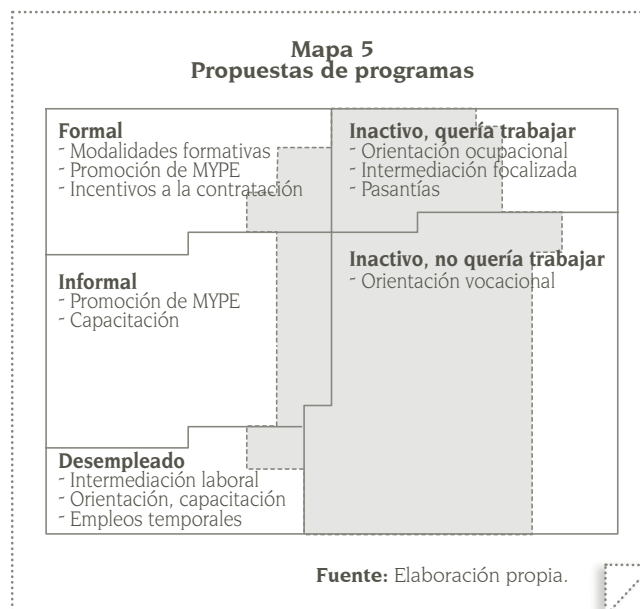 Mapa 5
Propuestas de programas
Formal
- Modalidades formativas
- Promoción de MYPE
- Incentivos a la contratación
Inactivo, quería trabajar
- Orientación ocupacional
- Intermediación focalizada
- Pasantías
Informal
- Promoción de MYPE
- Capacitación
Inactivo, no quería trabajar
- Orientación vocacional
Desempleado
- Intermediación laboral
- Orientación, capacitación
- Empleos temporales
Fuente: Elaboración propia.